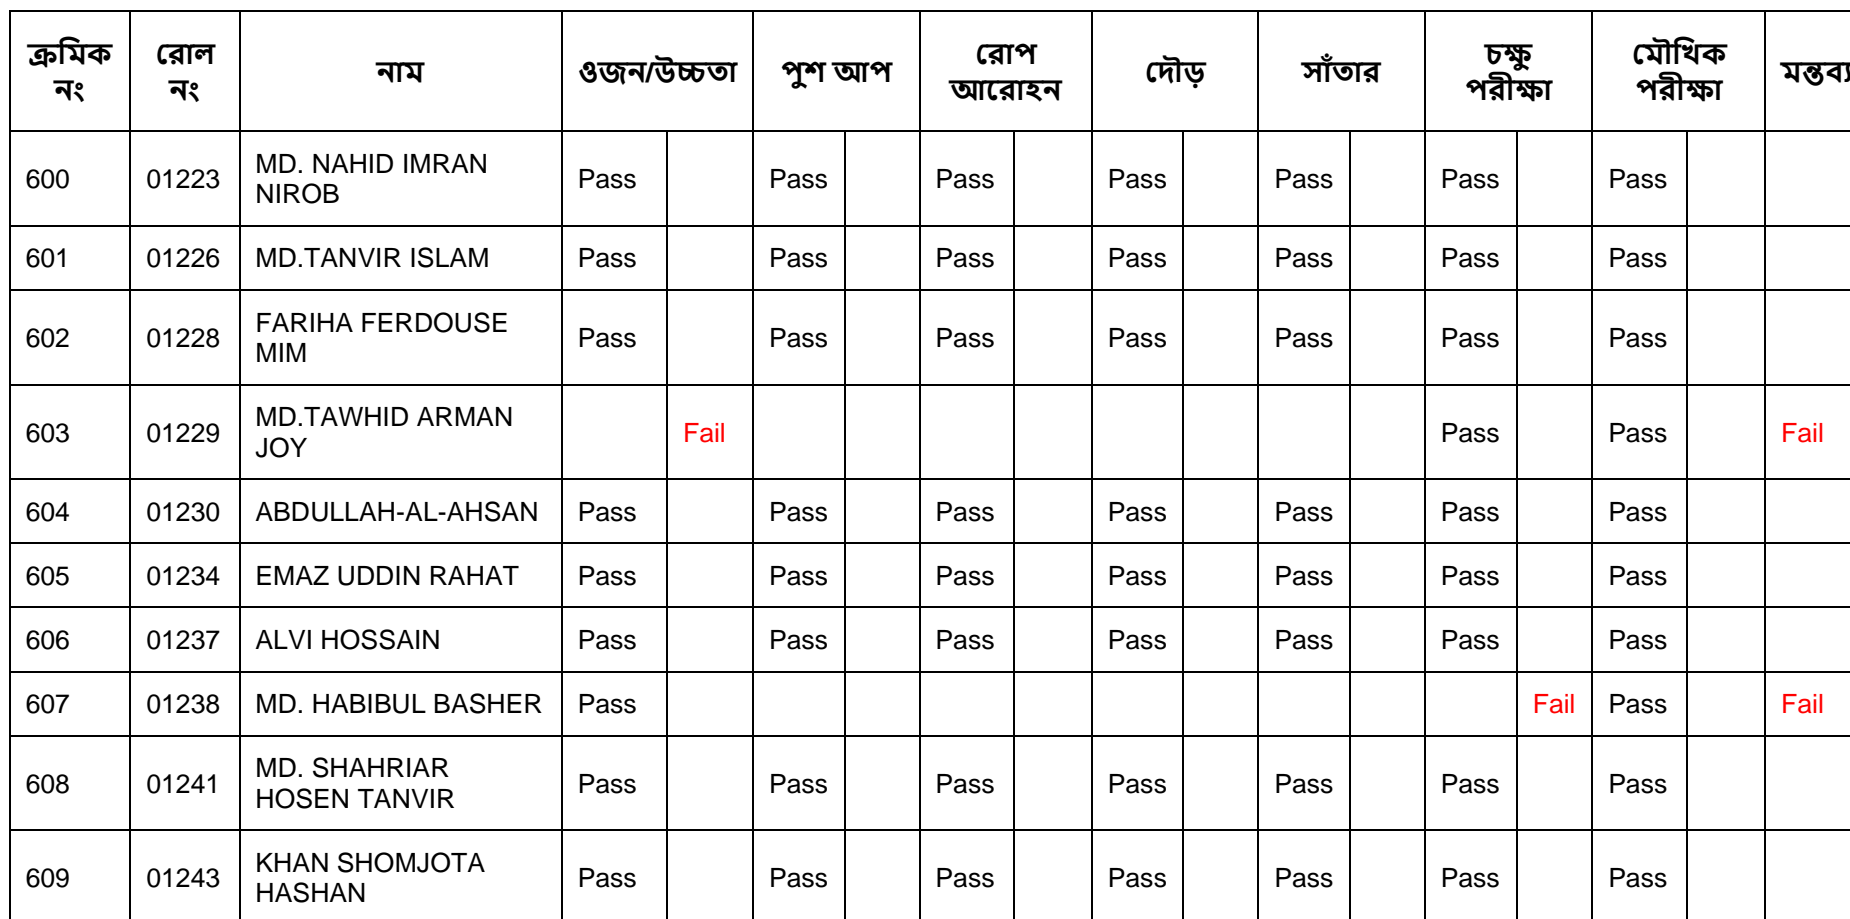 ক্রমিক নং রোল নং নাম ওজন/উচ্চতা পুশ আপ রোপ আরোহন দৌড় সাঁতার চক্ষু পরীক্ষা মৌখিক পরীক্ষা মন্তব্য
600 01223 MD. NAHID IMRAN NIROB Pass Pass Pass Pass Pass Pass Pass
601 01226 MD.TANVIR ISLAM Pass Pass Pass Pass Pass Pass Pass
602 01228 FARIHA FERDOUSE MIM Pass Pass Pass Pass Pass Pass Pass
603 01229 MD.TAWHID ARMAN JOY Fail Pass Pass Fail
604 01230 ABDULLAH-AL-AHSAN Pass Pass Pass Pass Pass Pass Pass
605 01234 EMAZ UDDIN RAHAT Pass Pass Pass Pass Pass Pass Pass
606 01237 ALVI HOSSAIN Pass Pass Pass Pass Pass Pass Pass
607 01238 MD. HABIBUL BASHER Pass Fail Pass Fail
608 01241 MD. SHAHRIAR HOSEN TANVIR Pass Pass Pass Pass Pass Pass Pass
609 01243 KHAN SHOMJOTA HASHAN Pass Pass Pass Pass Pass Pass Pass